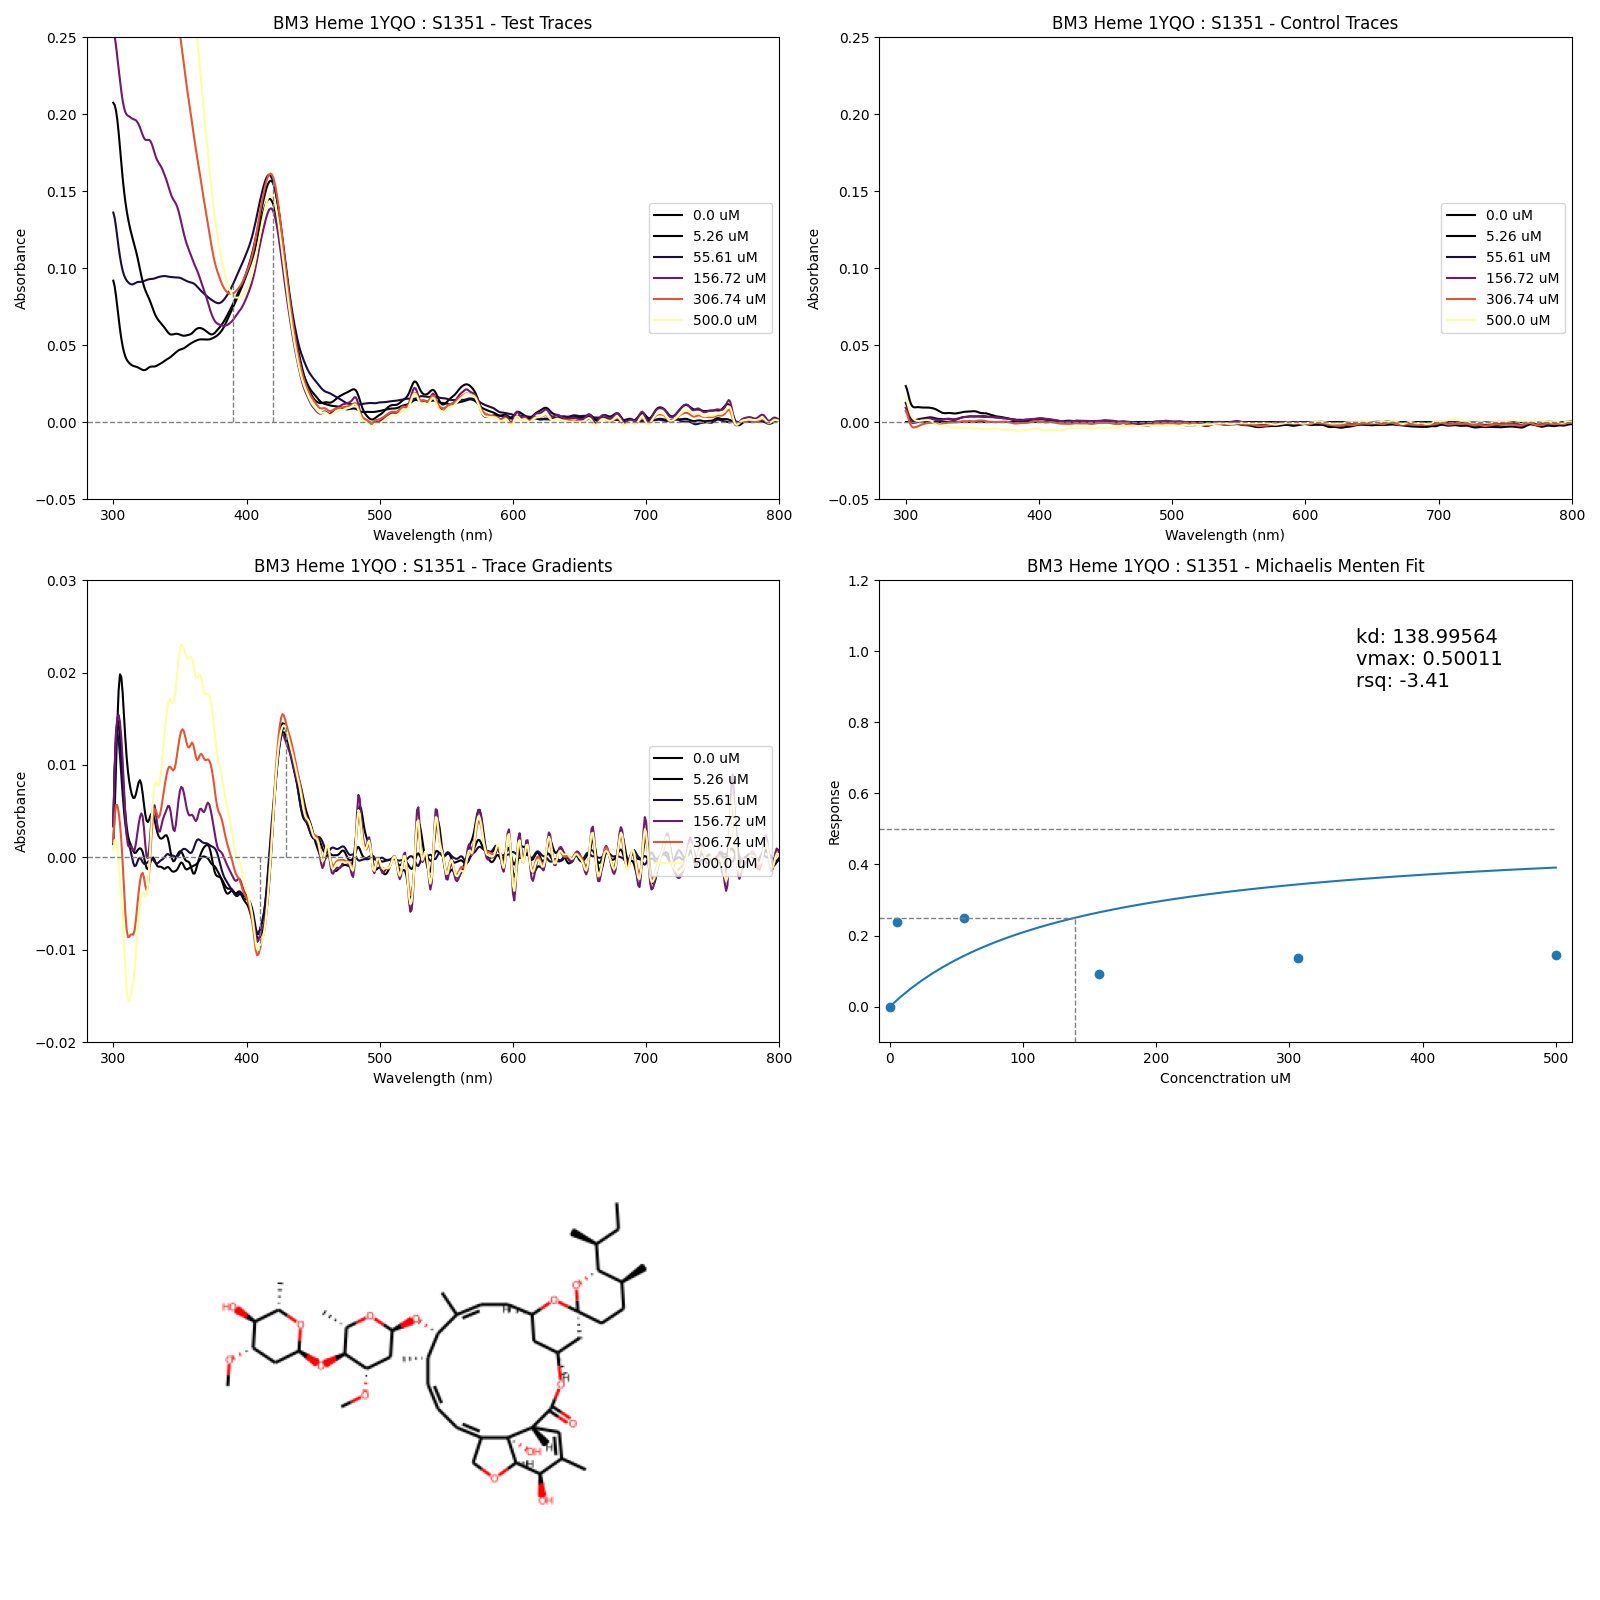 BM3 Heme 1YQO : S1351 - Test Traces
0.25
0.20
0.15
0.10
0.05
0.00
−0.05
Absorbance
300
400
500
600
700
800
Wavelength (nm)
0.0 uM
5.26 uM
55.61 uM
156.72 uM
306.74 uM
500.0 uM
BM3 Heme 1YQO : S1351 - Control Traces
0.25
0.20
0.15
0.10
0.05
0.00
−0.05
Absorbance
300
400
500
600
700
800
Wavelength (nm)
0.0 uM
5.26 uM
55.61 uM
156.72 uM
306.74 uM
500.0 uM
BM3 Heme 1YQO : S1351 - Trace Gradients
0.03
0.02
0.01
0.00
−0.01
−0.02
Absorbance
300
400
500
600
700
800
Wavelength (nm)
0.0 uM
5.26 uM
55.61 uM
156.72 uM
306.74 uM
500.0 uM
BM3 Heme 1YQO : S1351 - Michaelis Menten Fit
1.2
1.0
0.8
0.6
0.4
0.2
0.0
Response
kd: 138.99564
vmax: 0.50011
rsq: -3.41
0
100
200
300
400
500
Concenctration uM
O
O
HO
O
O
O
O
O
O
H
H
O
O
O
OH
H
H
O
OH